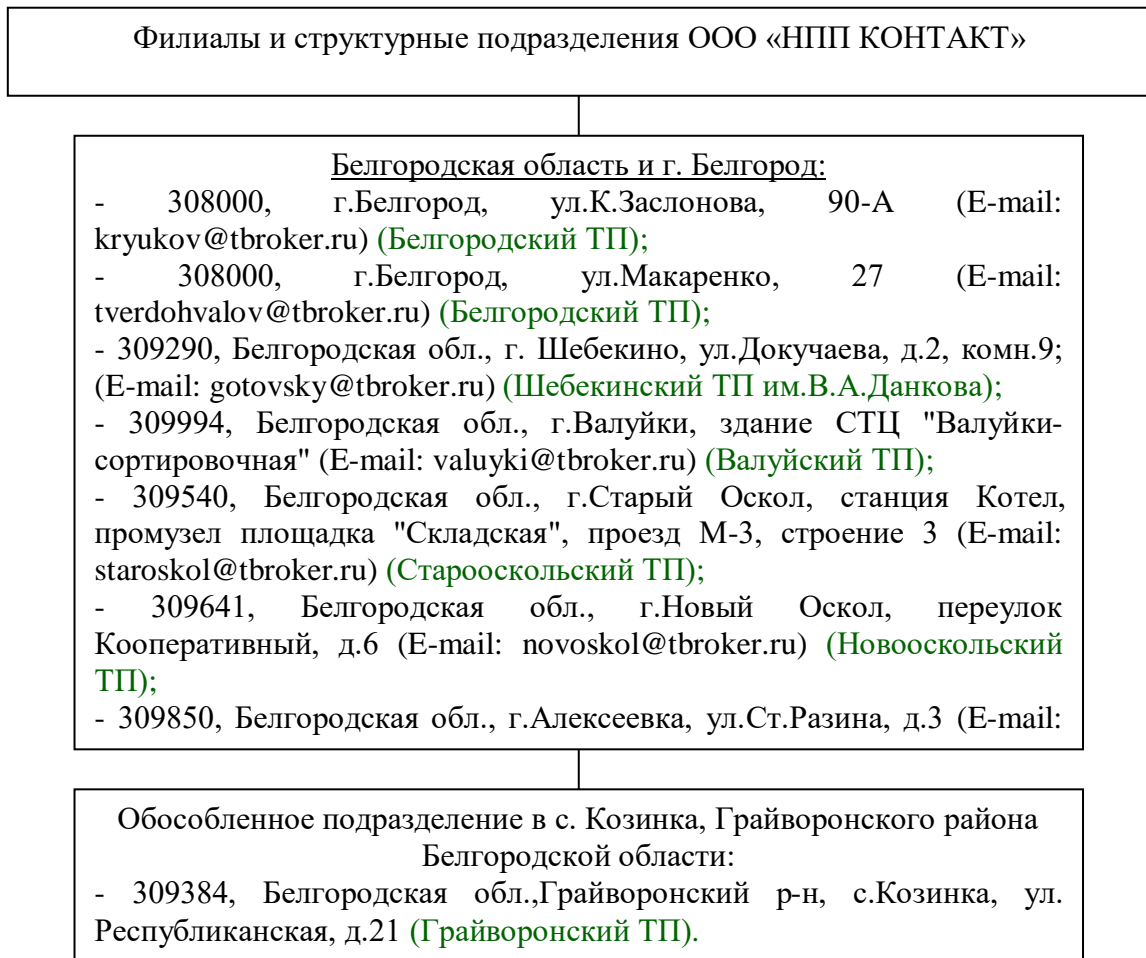 Филиалы и структурные подразделения ООО «НПП КОНТАКТ»
Белгородская область и г. Белгород:
- 308000, г.Белгород, ул.К.Заслонова, 90-А (E-mail:
kryukov@tbroker.ru) (Белгородский ТП);
- 308000, г.Белгород, ул.Макаренко, 27 (E-mail:
tverdohvalov@tbroker.ru) (Белгородский ТП);
- 309290, Белгородская обл., г. Шебекино, ул.Докучаева, д.2, комн.9;
(E-mail: gotovsky@tbroker.ru) (Шебекинский ТП им.В.А.Данкова);
- 309994, Белгородская обл., г.Валуйки, здание СТЦ "Валуйки-
сортировочная" (E-mail: valuyki@tbroker.ru) (Валуйский ТП);
- 309540, Белгородская обл., г.Старый Оскол, станция Котел,
промузел площадка "Складская", проезд М-3, строение 3 (E-mail:
staroskol@tbroker.ru) (Старооскольский ТП);
- 309641, Белгородская обл., г.Новый Оскол, переулок
Кооперативный, д.6 (E-mail: novoskol@tbroker.ru) (Новооскольский
ТП);
- 309850, Белгородская обл., г.Алексеевка, ул.Ст.Разина, д.3 (E-mail:
Обособленное подразделение в с. Козинка, Грайворонского района
Белгородской области:
- 309384, Белгородская обл.,Грайворонский р-н, с.Козинка, ул.
Республиканская, д.21 (Грайворонский ТП).